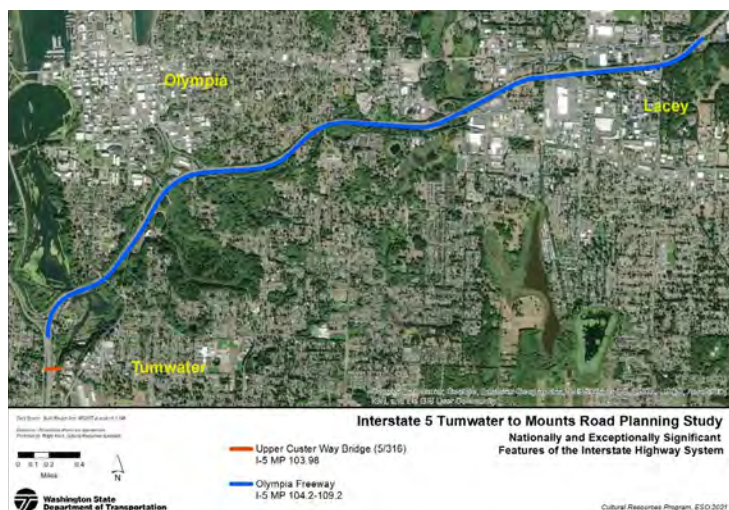 Olympia
Lacey
Tumwater
Interstate 5 Tumwater to Mounts Road Planning Study
Nationally and Exceptionally Significant
Features of the Interstate Highway System
Upper Custer Way Bridge (5/316)
I-5 MP 103.98
0 0.1 0.2 0.4
Miles
N
Olympia Freeway
I-5 MP 104.2-109.2
Washington State
Department of Transportation
Cultural Resources Program, ESO 2021